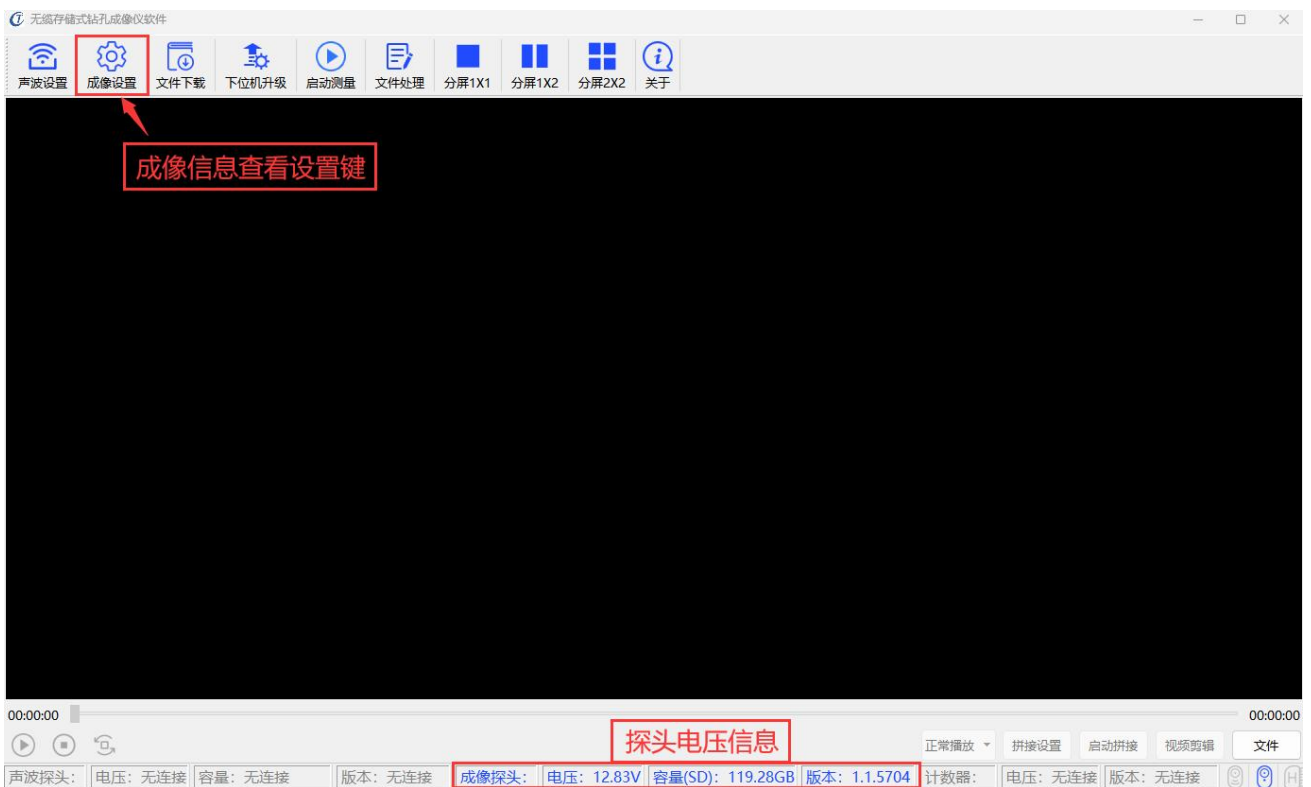 无缆存储式钻孔成像仪软件
声波设置 成像设置 文件下载 下位机升级 启动测量 文件处理 分屏1X1 分屏1X2 分屏2X2 关于
成像信息查看设置键
00:00:00 00:00:00
探头电压信息
正常播放 拼接设置 启动拼接 视频剪辑 文件
声波探头: 电压:无连接 容量:无连接 版本:无连接 成像探头: 电压:12.83V 容量(SD):119.28GB 版本:1.1.5704 计数器: 电压:无连接 版本:无连接 H